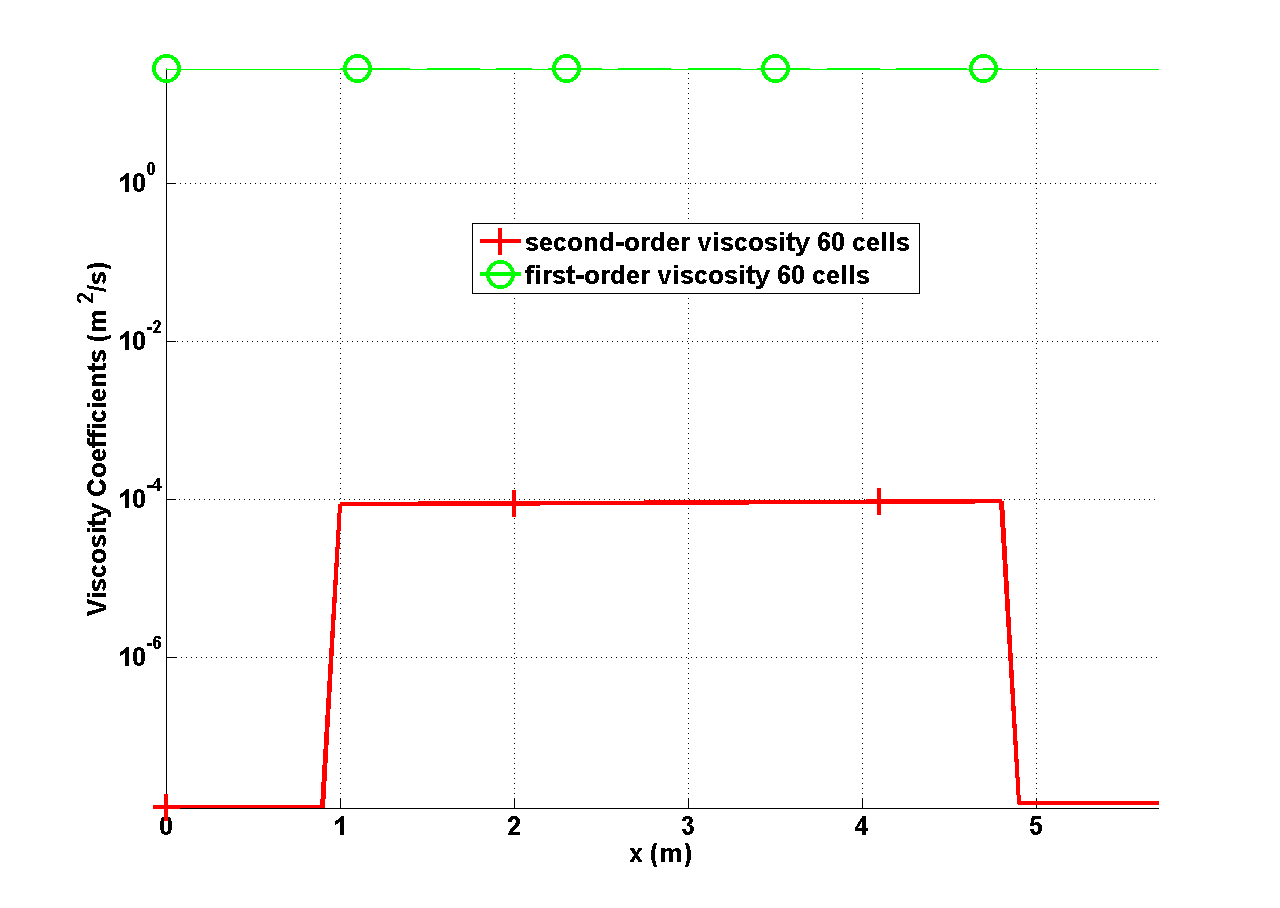 10^0
second-order viscosity 60 cells
first-order viscosity 60 cells
10^-2
Viscosity Coefficients (m^2/s)
10^-4
10^-6
0 1 2 3 4 5
x (m)